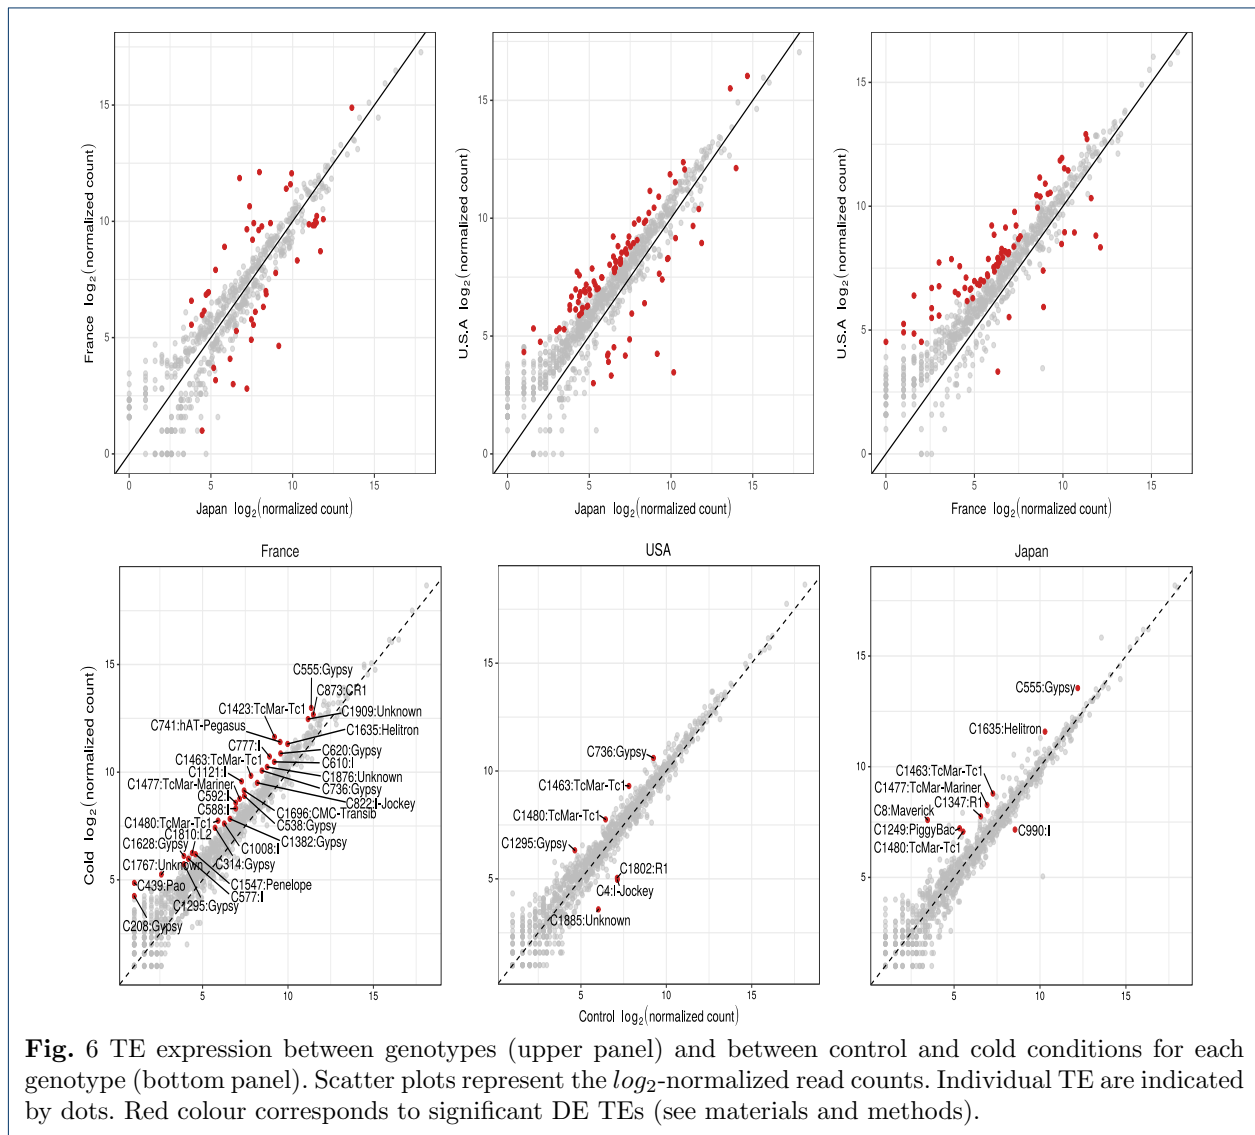 15
10
5
0
0
5
10
15
France log2(normalized count)
Japan log2(normalized count)
15
10
5
0
0
5
10
15
U.S.A log2(normalized count)
Japan log2(normalized count)
15
10
5
0
0
5
10
15
U.S.A log2(normalized count)
France log2(normalized count)
France
USA
Japan
Cold log2(normalized count)
15
10
5
5
10
15
C555:Gypsy
C873:CR1
C1423:TcMar-Tc1
C1909:Unknown
C741:hAT-Pegasus
C1635:Helitron
C777:I
C620:Gypsy
C1463:TcMar-Tc1
C610:I
C1121:I
C1876:Unknown
C1477:TcMar-Mariner
C736:Gypsy
C592:I
C822:I-Jockey
C588:I
C1696:CMC-Transib
C1480:TcMar-Tc1
C538:Gypsy
C1810:L2
C1382:Gypsy
C1628:Gypsy
C1008:I
C1767:Unknown
C314:Gypsy
C439:Pao
C1547:Penelope
C577:I
C1295:Gypsy
C208:Gypsy
15
10
5
5
10
15
C736:Gypsy
C1463:TcMar-Tc1
C1480:TcMar-Tc1
C1295:Gypsy
C1802:R1
C4:I-Jockey
C1885:Unknown
Control log2(normalized count)
15
10
5
5
10
15
C555:Gypsy
C1635:Helitron
C1463:TcMar-Tc1
C1477:TcMar-Mariner
C1347:R1
C8:Maverick
C1249:PiggyBac
C990:I
C1480:TcMar-Tc1
Fig. 6 TE expression between genotypes (upper panel) and between control and cold conditions for each
genotype (bottom panel). Scatter plots represent the log2-normalized read counts. Individual TE are indicated
by dots. Red colour corresponds to significant DE TEs (see materials and methods).